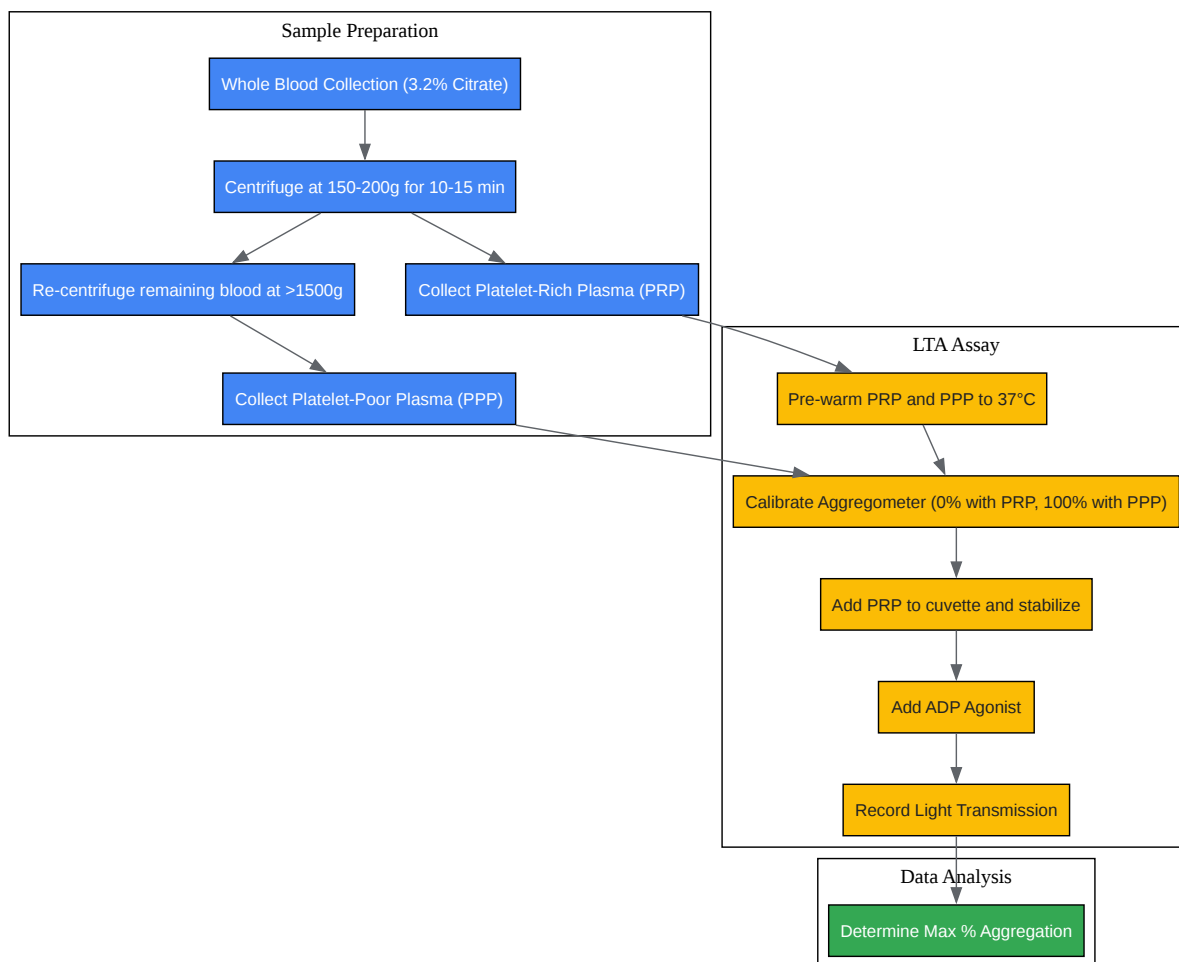 Sample Preparation
Whole Blood Collection (3.2% Citrate)
Centrifuge at 150-200g for 10-15 min
Re-centrifuge remaining blood at >1500g
Collect Platelet-Rich Plasma (PRP)
Collect Platelet-Poor Plasma (PPP)
LTA Assay
Pre-warm PRP and PPP to 37°C
Calibrate Aggregometer (0% with PRP, 100% with PPP)
Add PRP to cuvette and stabilize
Add ADP Agonist
Record Light Transmission
Data Analysis
Determine Max % Aggregation